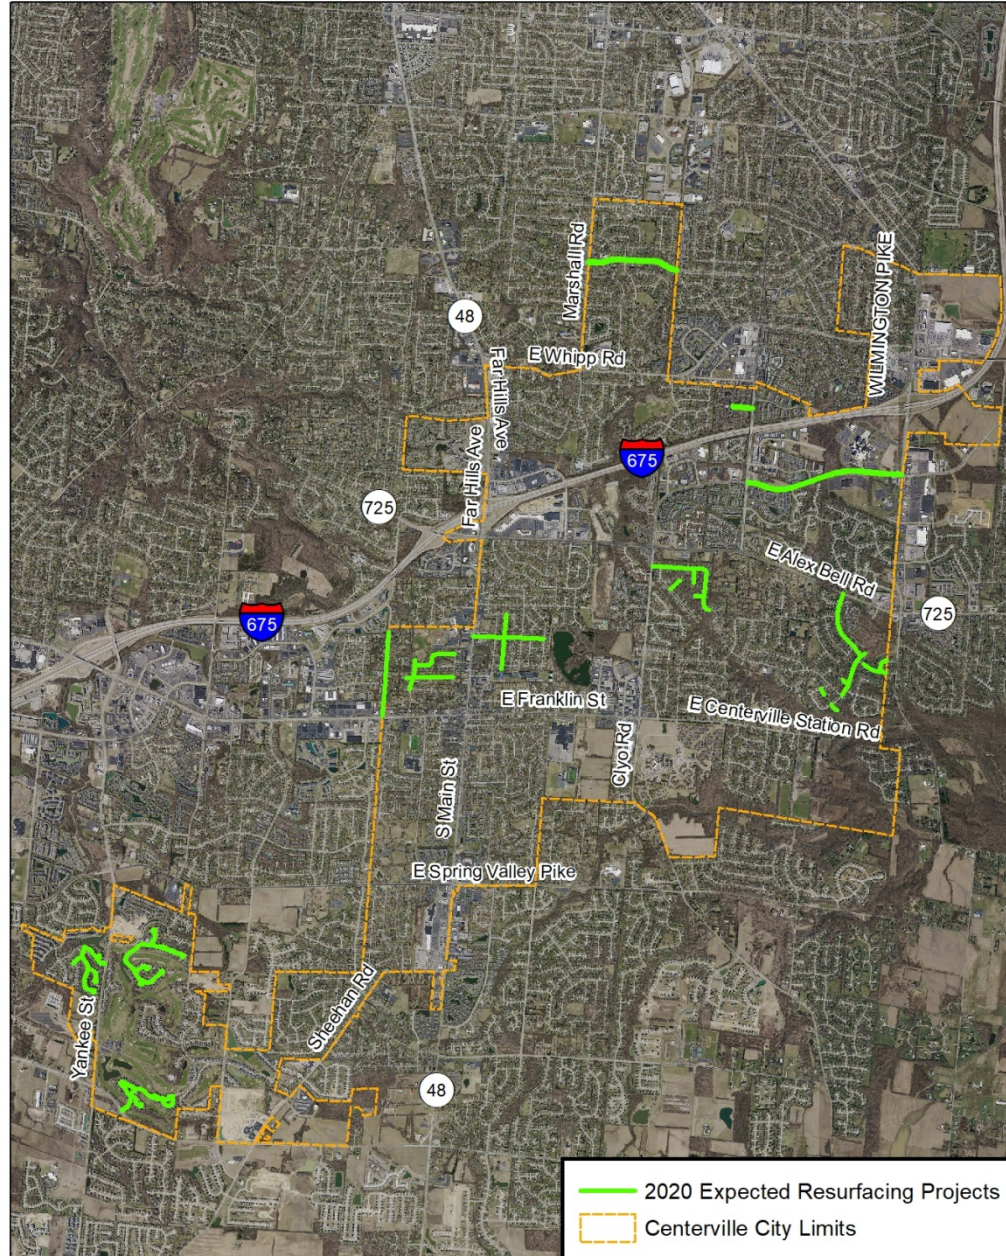 Marshall Rd
WILMINGTON PIKE
48
E Whipp Rd
Far Hills Ave
675
Far Hills Ave
725
E Alex Bell Rd
675
725
E Franklin St
E Centerville Station Rd
Clyo Rd
S Main St
E Spring Valley Pike
Sheehan Rd
Yankee St
48
2020 Expected Resurfacing Projects
Centerville City Limits